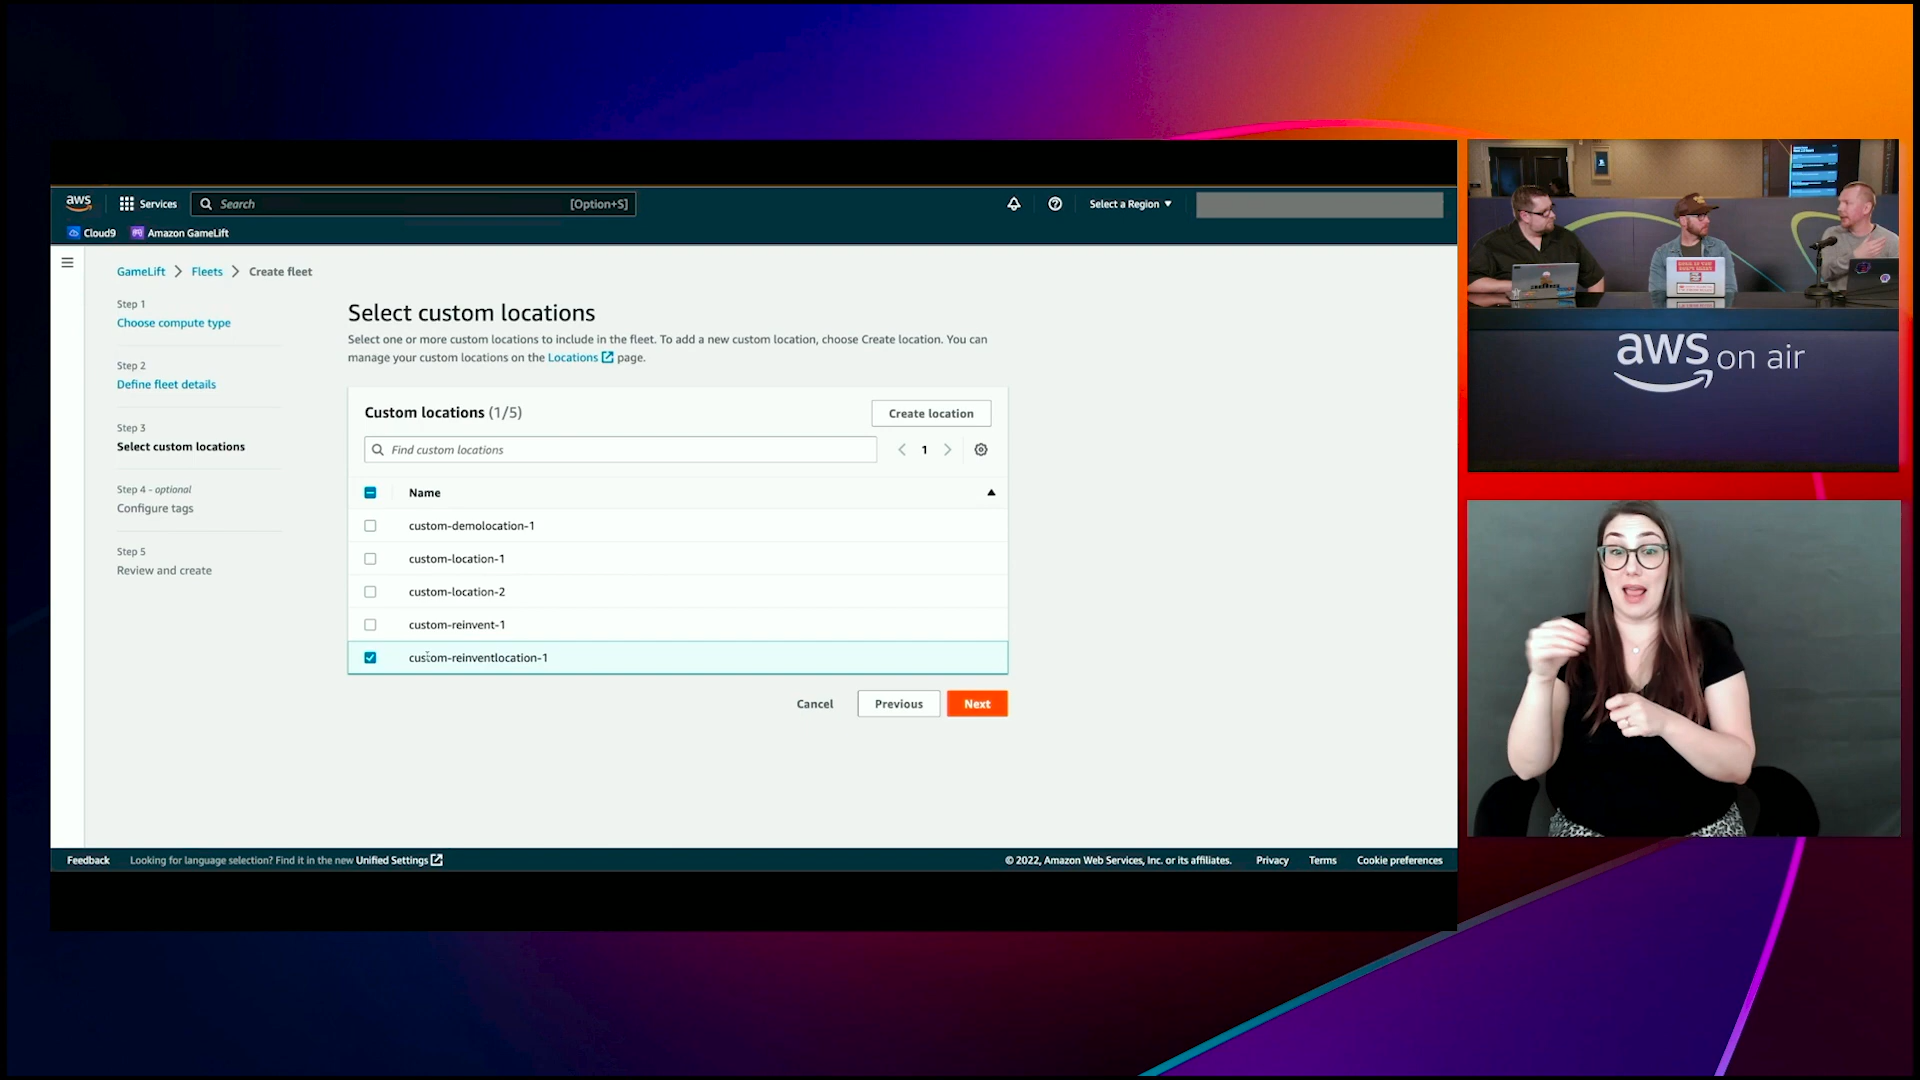 aws
Services
Search
[Option+S]
Select a Region
Cloud9
Amazon GameLift
GameLift
Fleets
Create fleet
Step 1
Choose compute type
Step 2
Define fleet details
Step 3
Select custom locations
Step 4 - optional
Configure tags
Step 5
Review and create
Select custom locations
Select one or more custom locations to include in the fleet. To add a new custom location, choose Create location. You can
manage your custom locations on the Locations page.
Custom locations (1/5)
Create location
Find custom locations
1
Name
custom-demolocation-1
custom-location-1
custom-location-2
custom-reinvent-1
custom-reinventlocation-1
Cancel
Previous
Next
Feedback
Looking for language selection? Find it in the new Unified Settings
© 2022, Amazon Web Services, Inc. or its affiliates.
Privacy
Terms
Cookie preferences
aws on air